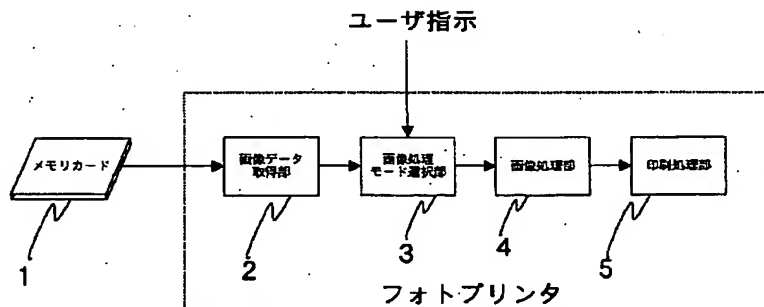 ユーザ指示
メモリカード
画像データ
取得部
画像処理
モード選択部
画像処理部
印刷処理部
1
2
3
4
5
フォトプリンタ